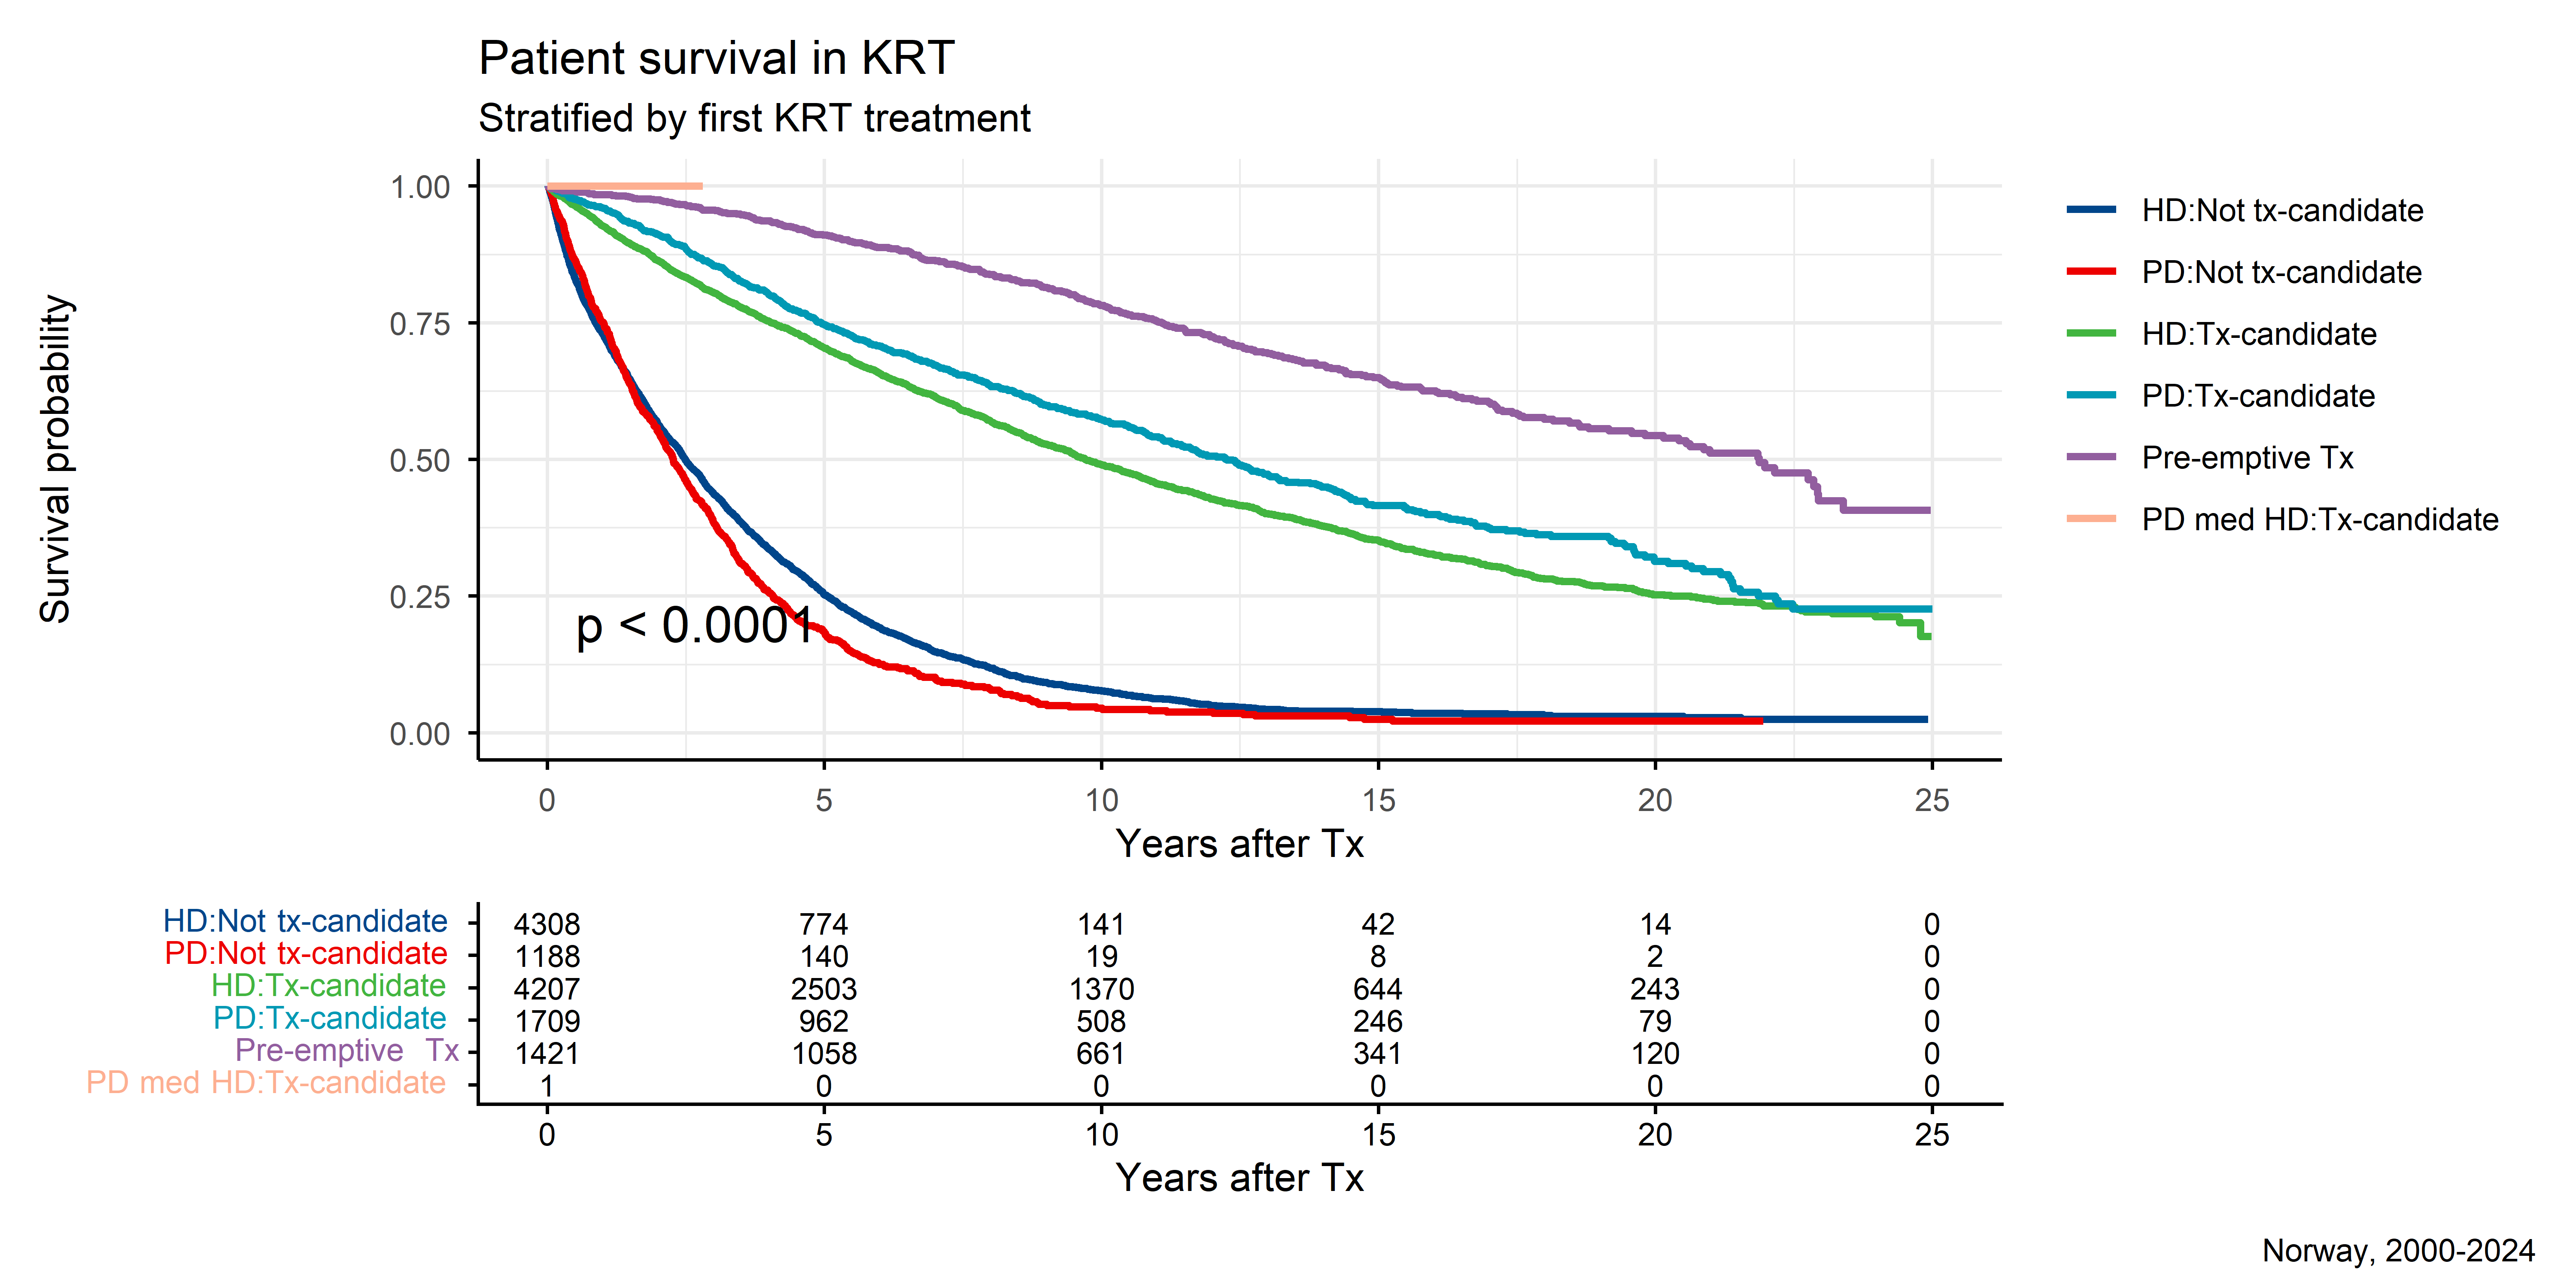 Patient survival in KRT
Stratified by first KRT treatment
Survival probability
1.00
0.75
0.50
0.25
0.00
p < 0.0001
0 5 10 15 20 25
Years after Tx
HD:Not tx-candidate
PD:Not tx-candidate
HD:Tx-candidate
PD:Tx-candidate
Pre-emptive Tx
PD med HD:Tx-candidate
HD:Not tx-candidate 4308 774 141 42 14 0
PD:Not tx-candidate 1188 140 19 8 2 0
HD:Tx-candidate 4207 2503 1370 644 243 0
PD:Tx-candidate 1709 962 508 246 79 0
Pre-emptive Tx 1421 1058 661 341 120 0
PD med HD:Tx-candidate 1 0 0 0 0 0
0 5 10 15 20 25
Years after Tx
Norway, 2000-2024